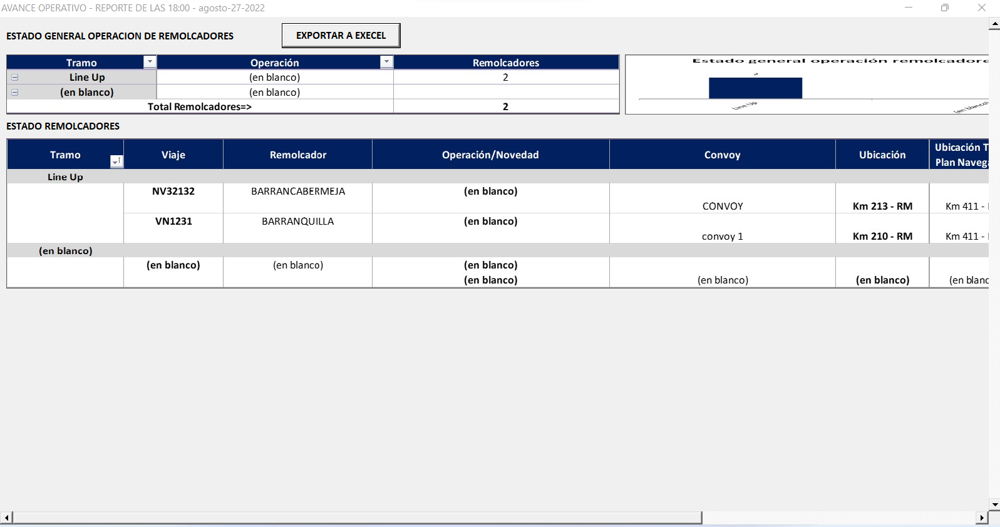 AVANCE OPERATIVO - REPORTE DE LAS 18:00 - agosto-27-2022
ESTADO GENERAL OPERACION DE REMOLCADORES
EXPORTAR A EXECEL
Tramo Operación Remolcadores
Line Up (en blanco) 2
(en blanco) (en blanco)
Total Remolcadores=> 2
Estado general operación remolcadore
2
Line Up (en blanco)
ESTADO REMOLCADORES
Tramo Viaje Remolcador Operación/Novedad Convoy Ubicación Ubicación T
Plan Naveg
Line Up
NV32132 BARRANCABERMEJA (en blanco)
CONVOY Km 213 - RM Km 411 -
VN1231 BARRANQUILLA (en blanco)
convoy 1 Km 210 - RM Km 411 -
(en blanco)
(en blanco) (en blanco) (en blanco)
(en blanco) (en blanco) (en blanco) (en blanc